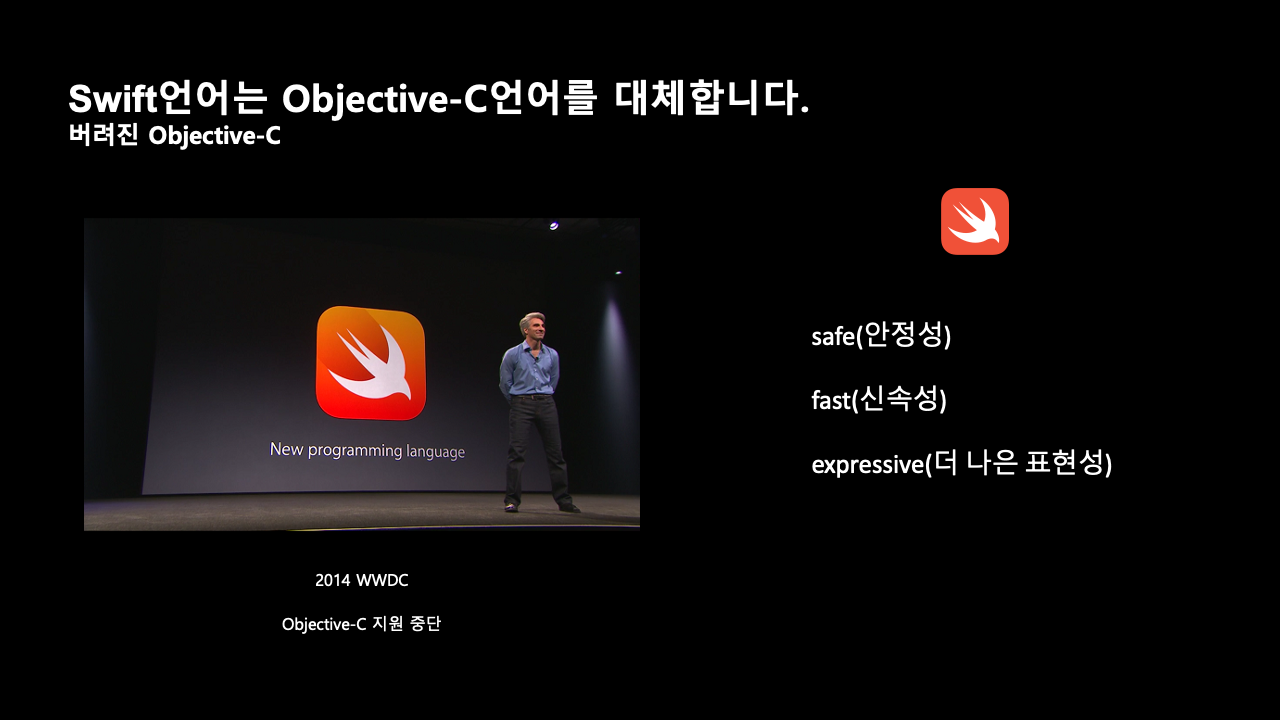 Swift언어는 Objective-C언어를 대체합니다.
버려진 Objective-C
New programming language
2014 WWDC
Objective-C 지원 중단
safe(안정성)
fast(신속성)
expressive(더 나은 표현성)